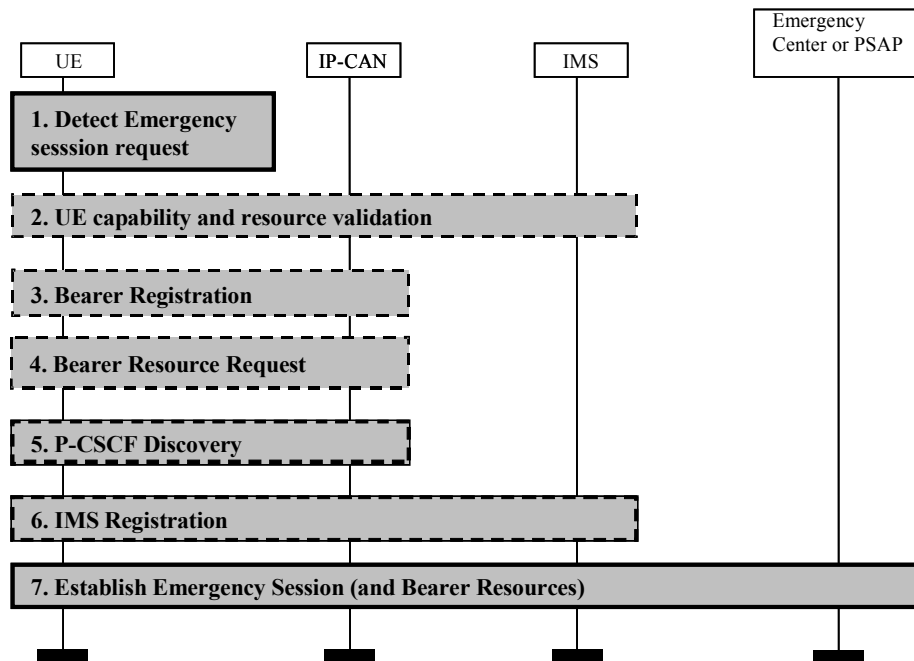 UE
IP-CAN
IMS
Emergency
Center or PSAP
1. Detect Emergency
sesssion request
2. UE capability and resource validation
3. Bearer Registration
4. Bearer Resource Request
5. P-CSCF Discovery
6. IMS Registration
7. Establish Emergency Session (and Bearer Resources)